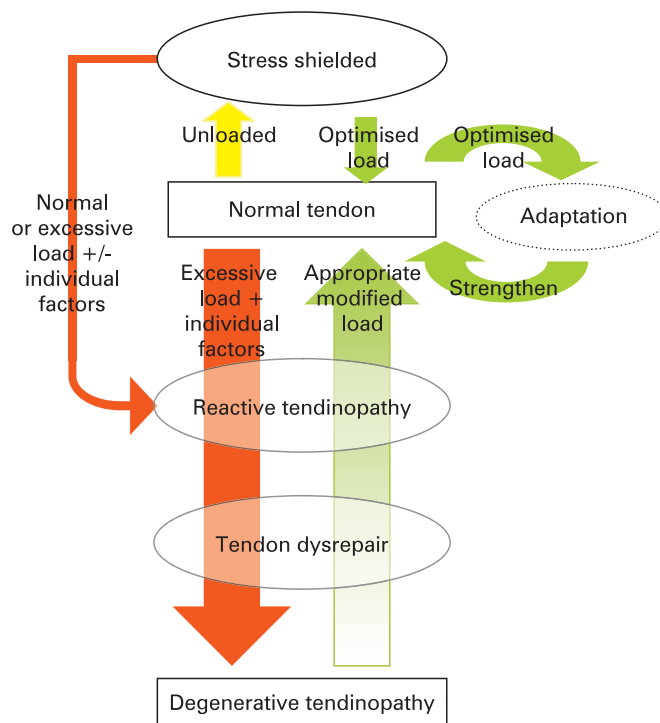 Stress shielded
Unloaded
Optimised
load
Optimised
load
Normal
or excessive
load +/-
individual
factors
Normal tendon
Adaptation
Excessive
load +
individual
factors
Appropriate
modified
load
Strengthen
Reactive tendinopathy
Tendon dysrepair
Degenerative tendinopathy